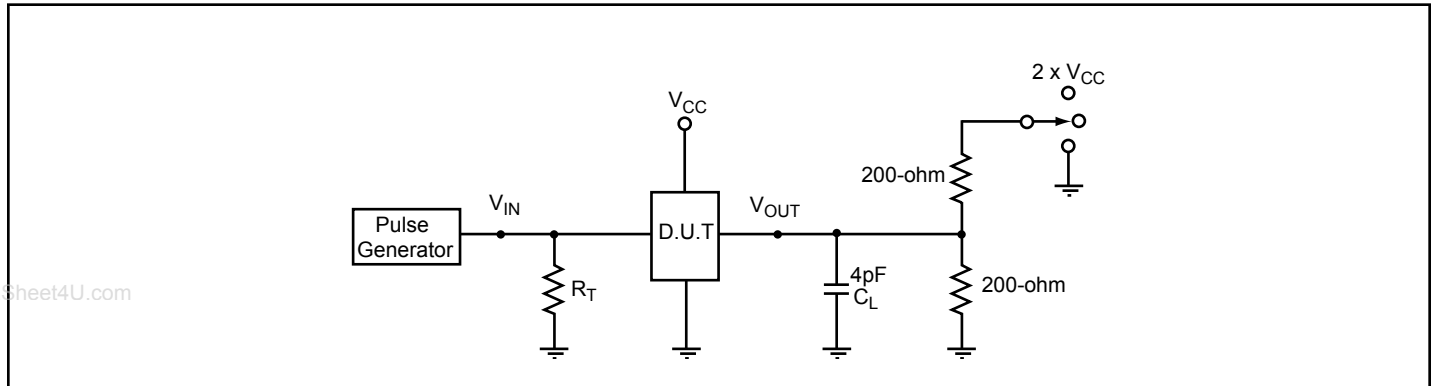 2 x VCC
VCC
200-ohm
VIN
VOUT
Pulse
Generator
D.U.T
4pF
CL
RT
200-ohm
Sheet4U.com